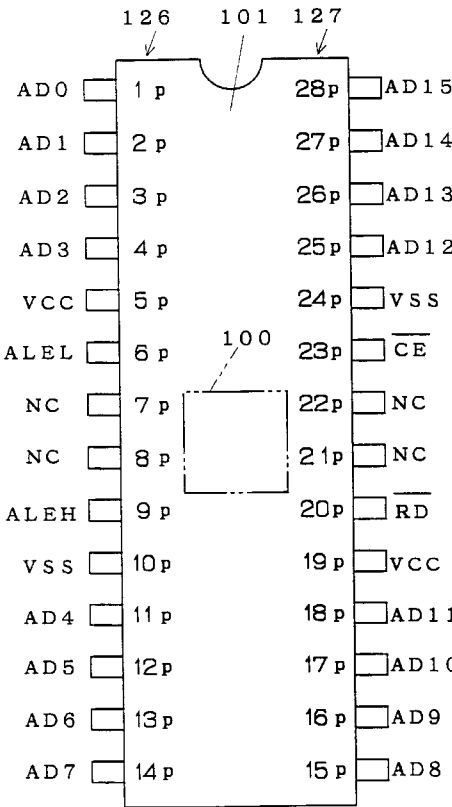 126 101 127
AD0 1p 28p AD15
AD1 2p 27p AD14
AD2 3p 26p AD13
AD3 4p 25p AD12
VCC 5p 24p VSS
100
ALEL 6p 23p C̅E̅
NC 7p 22p NC
NC 8p 21p NC
ALEH 9p 20p R̅D̅
VSS 10p 19p VCC
AD4 11p 18p AD11
AD5 12p 17p AD10
AD6 13p 16p AD9
AD7 14p 15p AD8